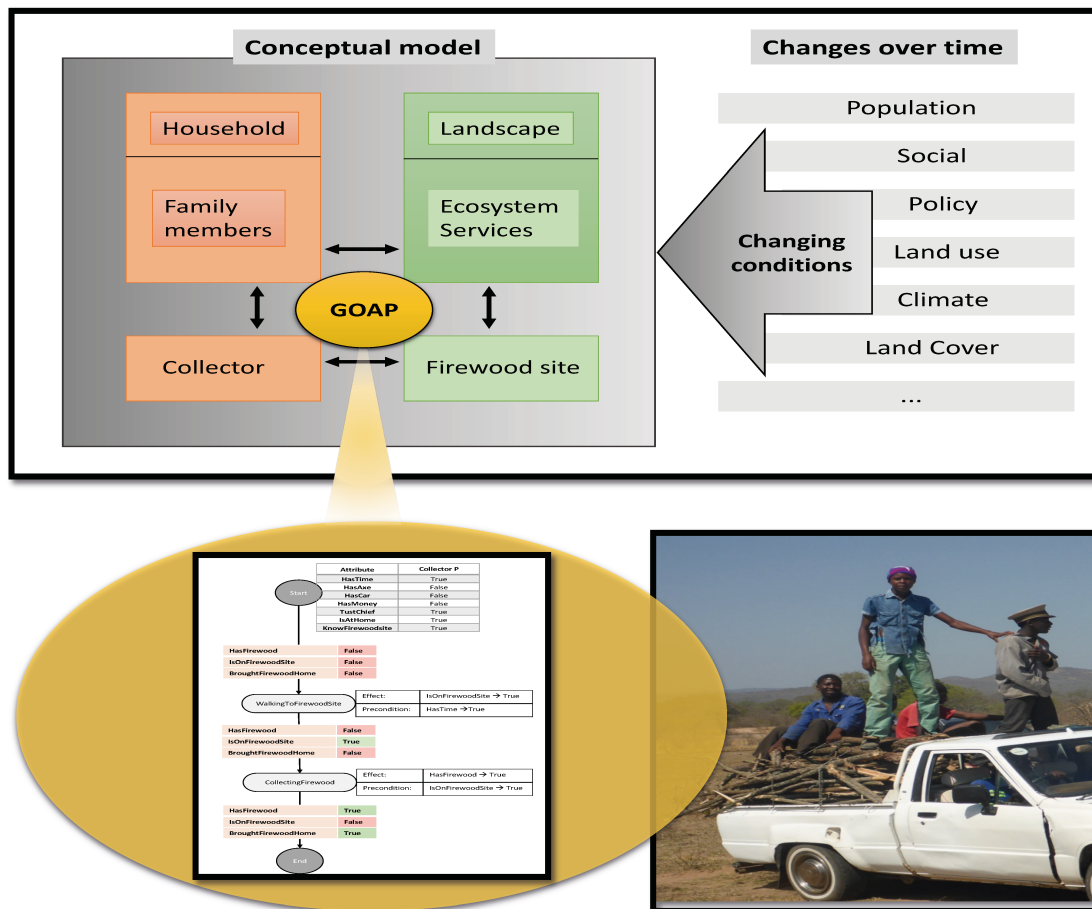 Conceptual model
Changes over time
Household
Family
members
Landscape
Ecosystem
Services
GOAP
Collector
Firewood site
Changing
conditions
Population
Social
Policy
Land use
Climate
Land Cover
...
Start
Attribute Collector P
HasTime True
HasAxe False
HasCar False
HasMoney False
TustChief True
IsAtHome True
KnowFirewoodsite True
HasFirewood False
IsOnFirewoodSite False
BroughtFirewoodHome False
WalkingToFirewoodSite
Effect: IsOnFirewoodSite → True
Precondition: HasTime →True
HasFirewood False
IsOnFirewoodSite True
BroughtFirewoodHome False
CollectingFirewood
Effect: HasFirewood → True
Precondition: IsOnFirewoodSite → True
HasFirewood True
IsOnFirewoodSite False
BroughtFirewoodHome True
End